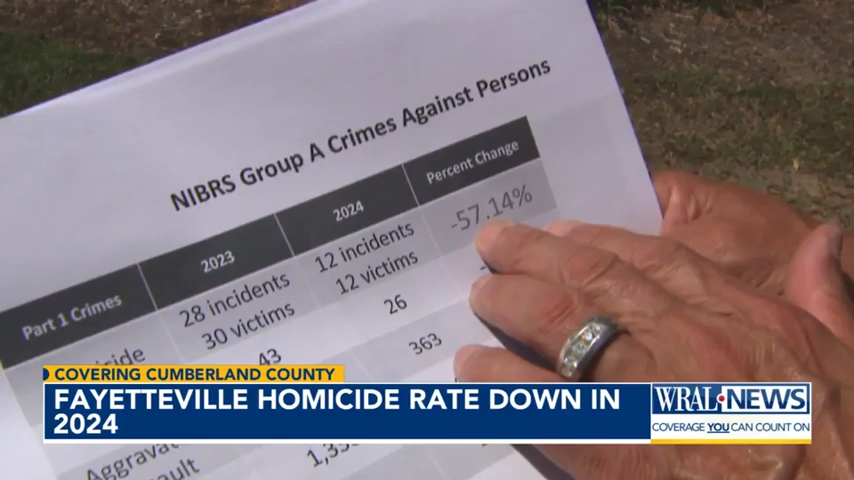 NIBRS Group A Crimes Against Persons
Part 1 Crimes 2023 2024 Percent Change
28 incidents 12 incidents -57.14%
30 victims 12 victims
43 26
363
COVERING CUMBERLAND COUNTY
FAYETTEVILLE HOMICIDE RATE DOWN IN
2024
WRAL NEWS
COVERAGE YOU CAN COUNT ON